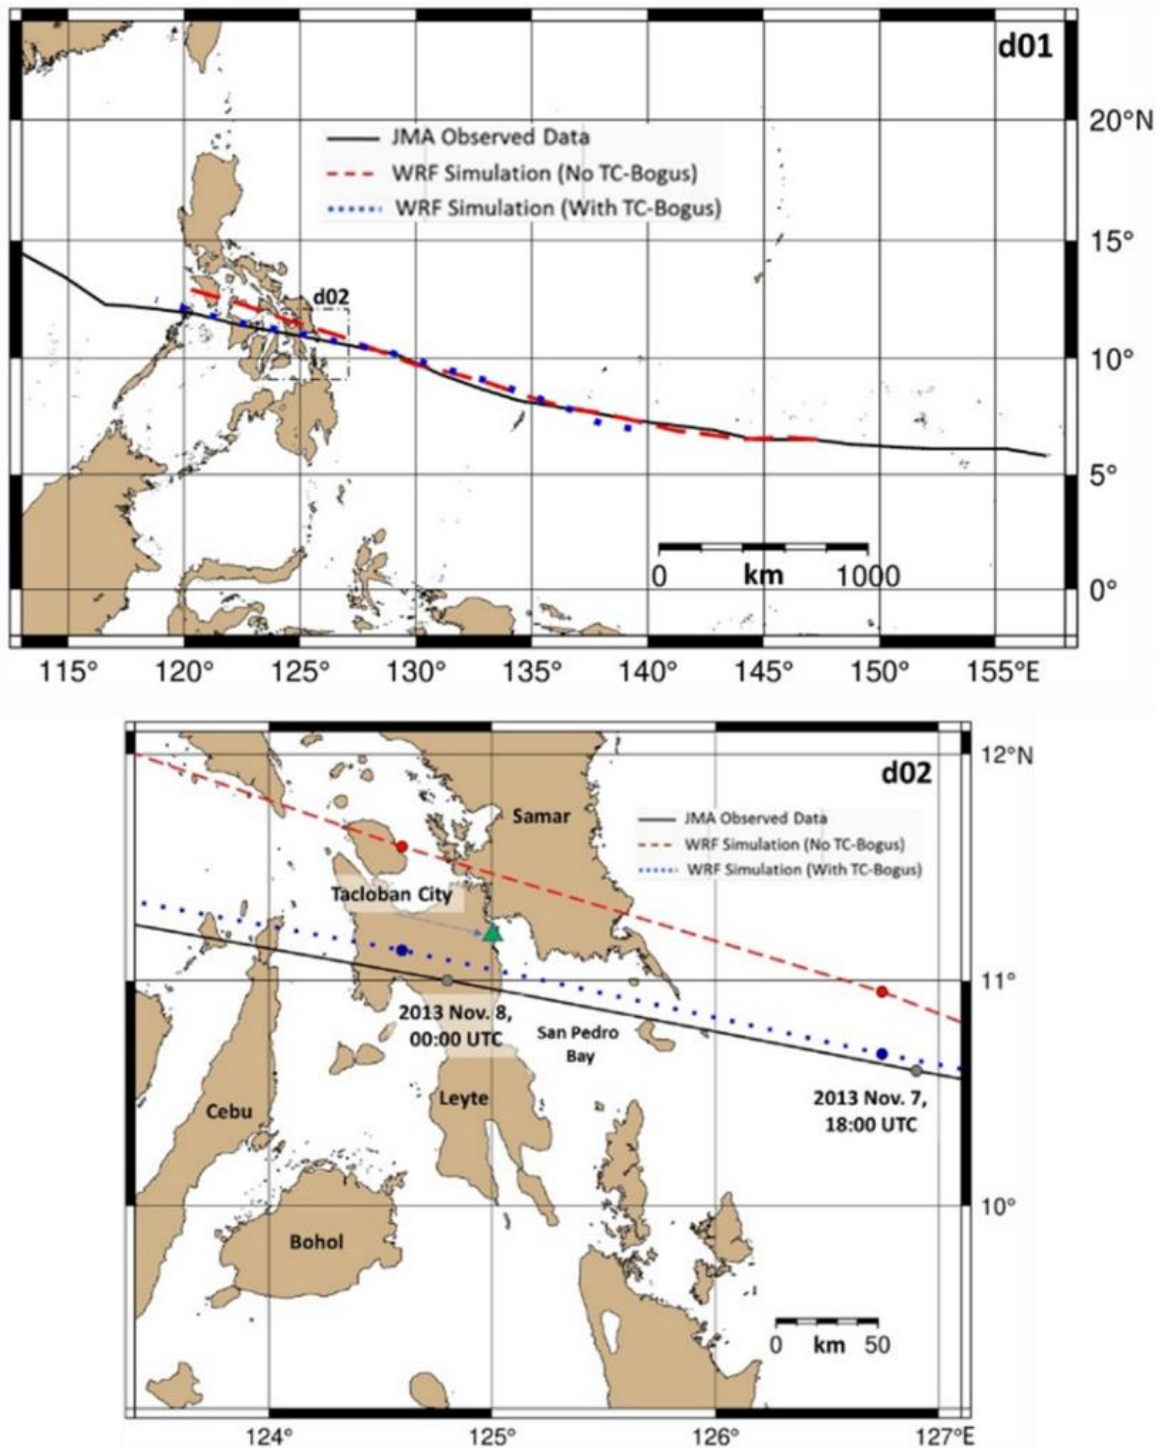 d01
20°N
JMA Observed Data
WRF Simulation (No TC-Bogus)
WRF Simulation (With TC-Bogus)
15°
d02
10°
5°
0 km 1000
0°
115° 120° 125° 130° 135° 140° 145° 150° 155°E
12°N
d02
Samar
JMA Observed Data
WRF Simulation (No TC-Bogus)
WRF Simulation (With TC-Bogus)
Tacloban City
11°
2013 Nov. 8,
00:00 UTC
San Pedro
Bay
Leyte
2013 Nov. 7,
18:00 UTC
Cebu
10°
Bohol
0 km 50
124° 125° 126° 127°E